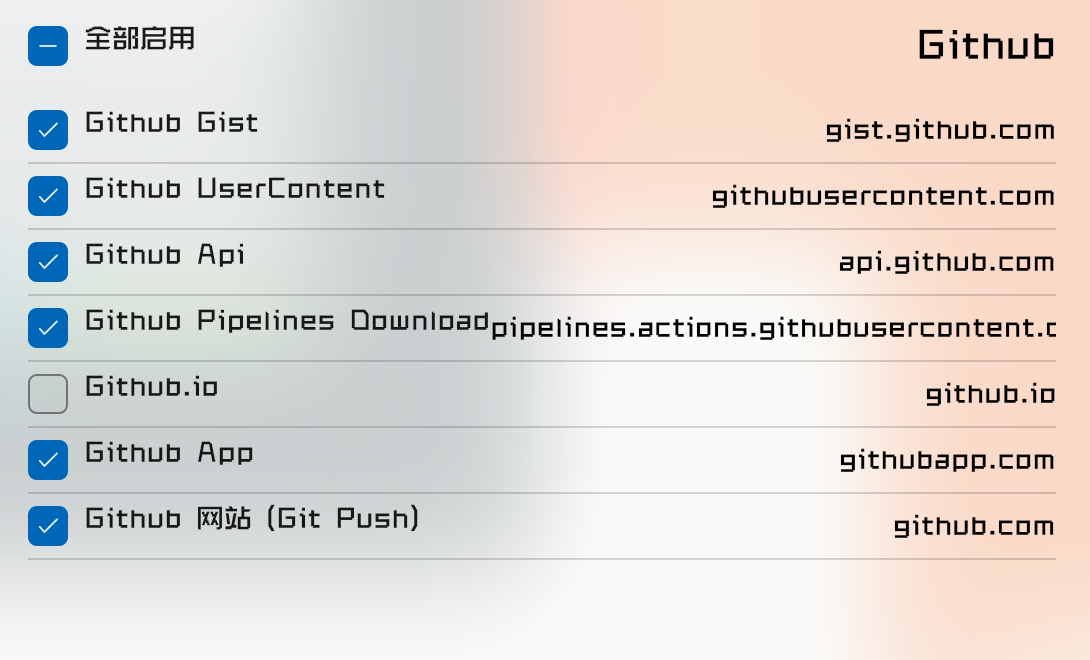 全部启用 Github
Github Gist gist.github.com
Github UserContent githubusercontent.com
Github Api api.github.com
Github Pipelines Download pipelines.actions.githubusercontent.c
Github.io github.io
Github App githubapp.com
Github 网站 (Git Push) github.com